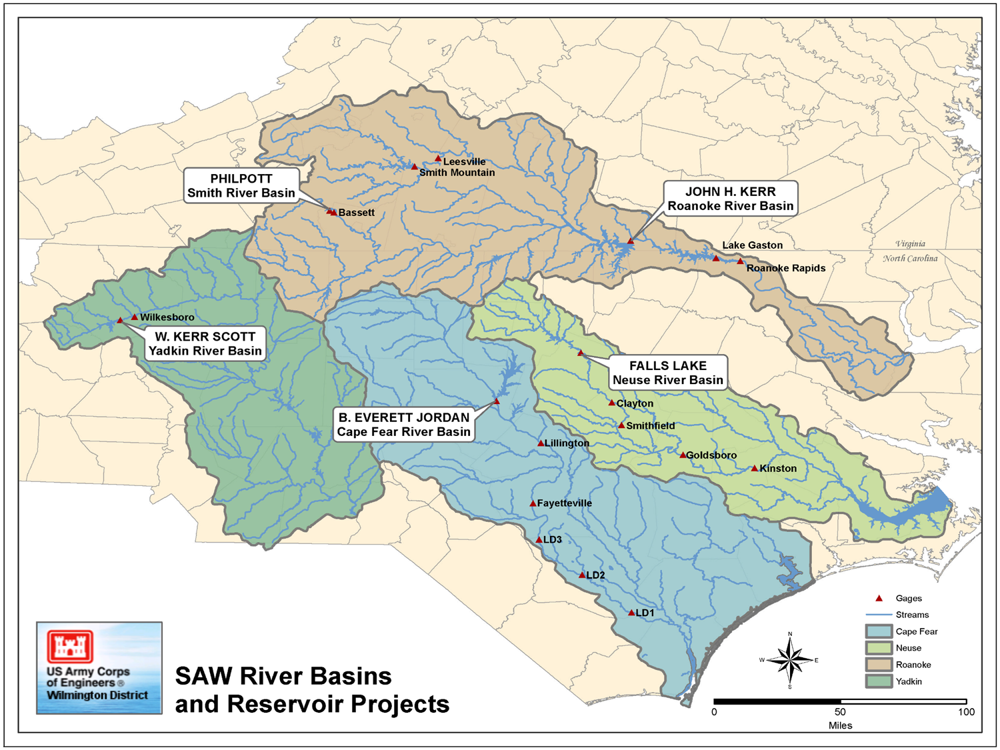 Leesville
Smith Mountain
PHILPOTT
Smith River Basin
JOHN H. KERR
Roanoke River Basin
Bassett
Lake Gaston
Virginia
North Carolina
Roanoke Rapids
Wilkesboro
W. KERR SCOTT
Yadkin River Basin
FALLS LAKE
Neuse River Basin
Clayton
B. EVERETT JORDAN
Cape Fear River Basin
Smithfield
Lillington
Goldsboro
Kinston
Fayetteville
LD3
LD2
LD1
Gages
Streams
Cape Fear
Neuse
Roanoke
Yadkin
N
W
E
S
0
50
100
Miles
US Army Corps
of Engineers®
Wilmington District
SAW River Basins
and Reservoir Projects